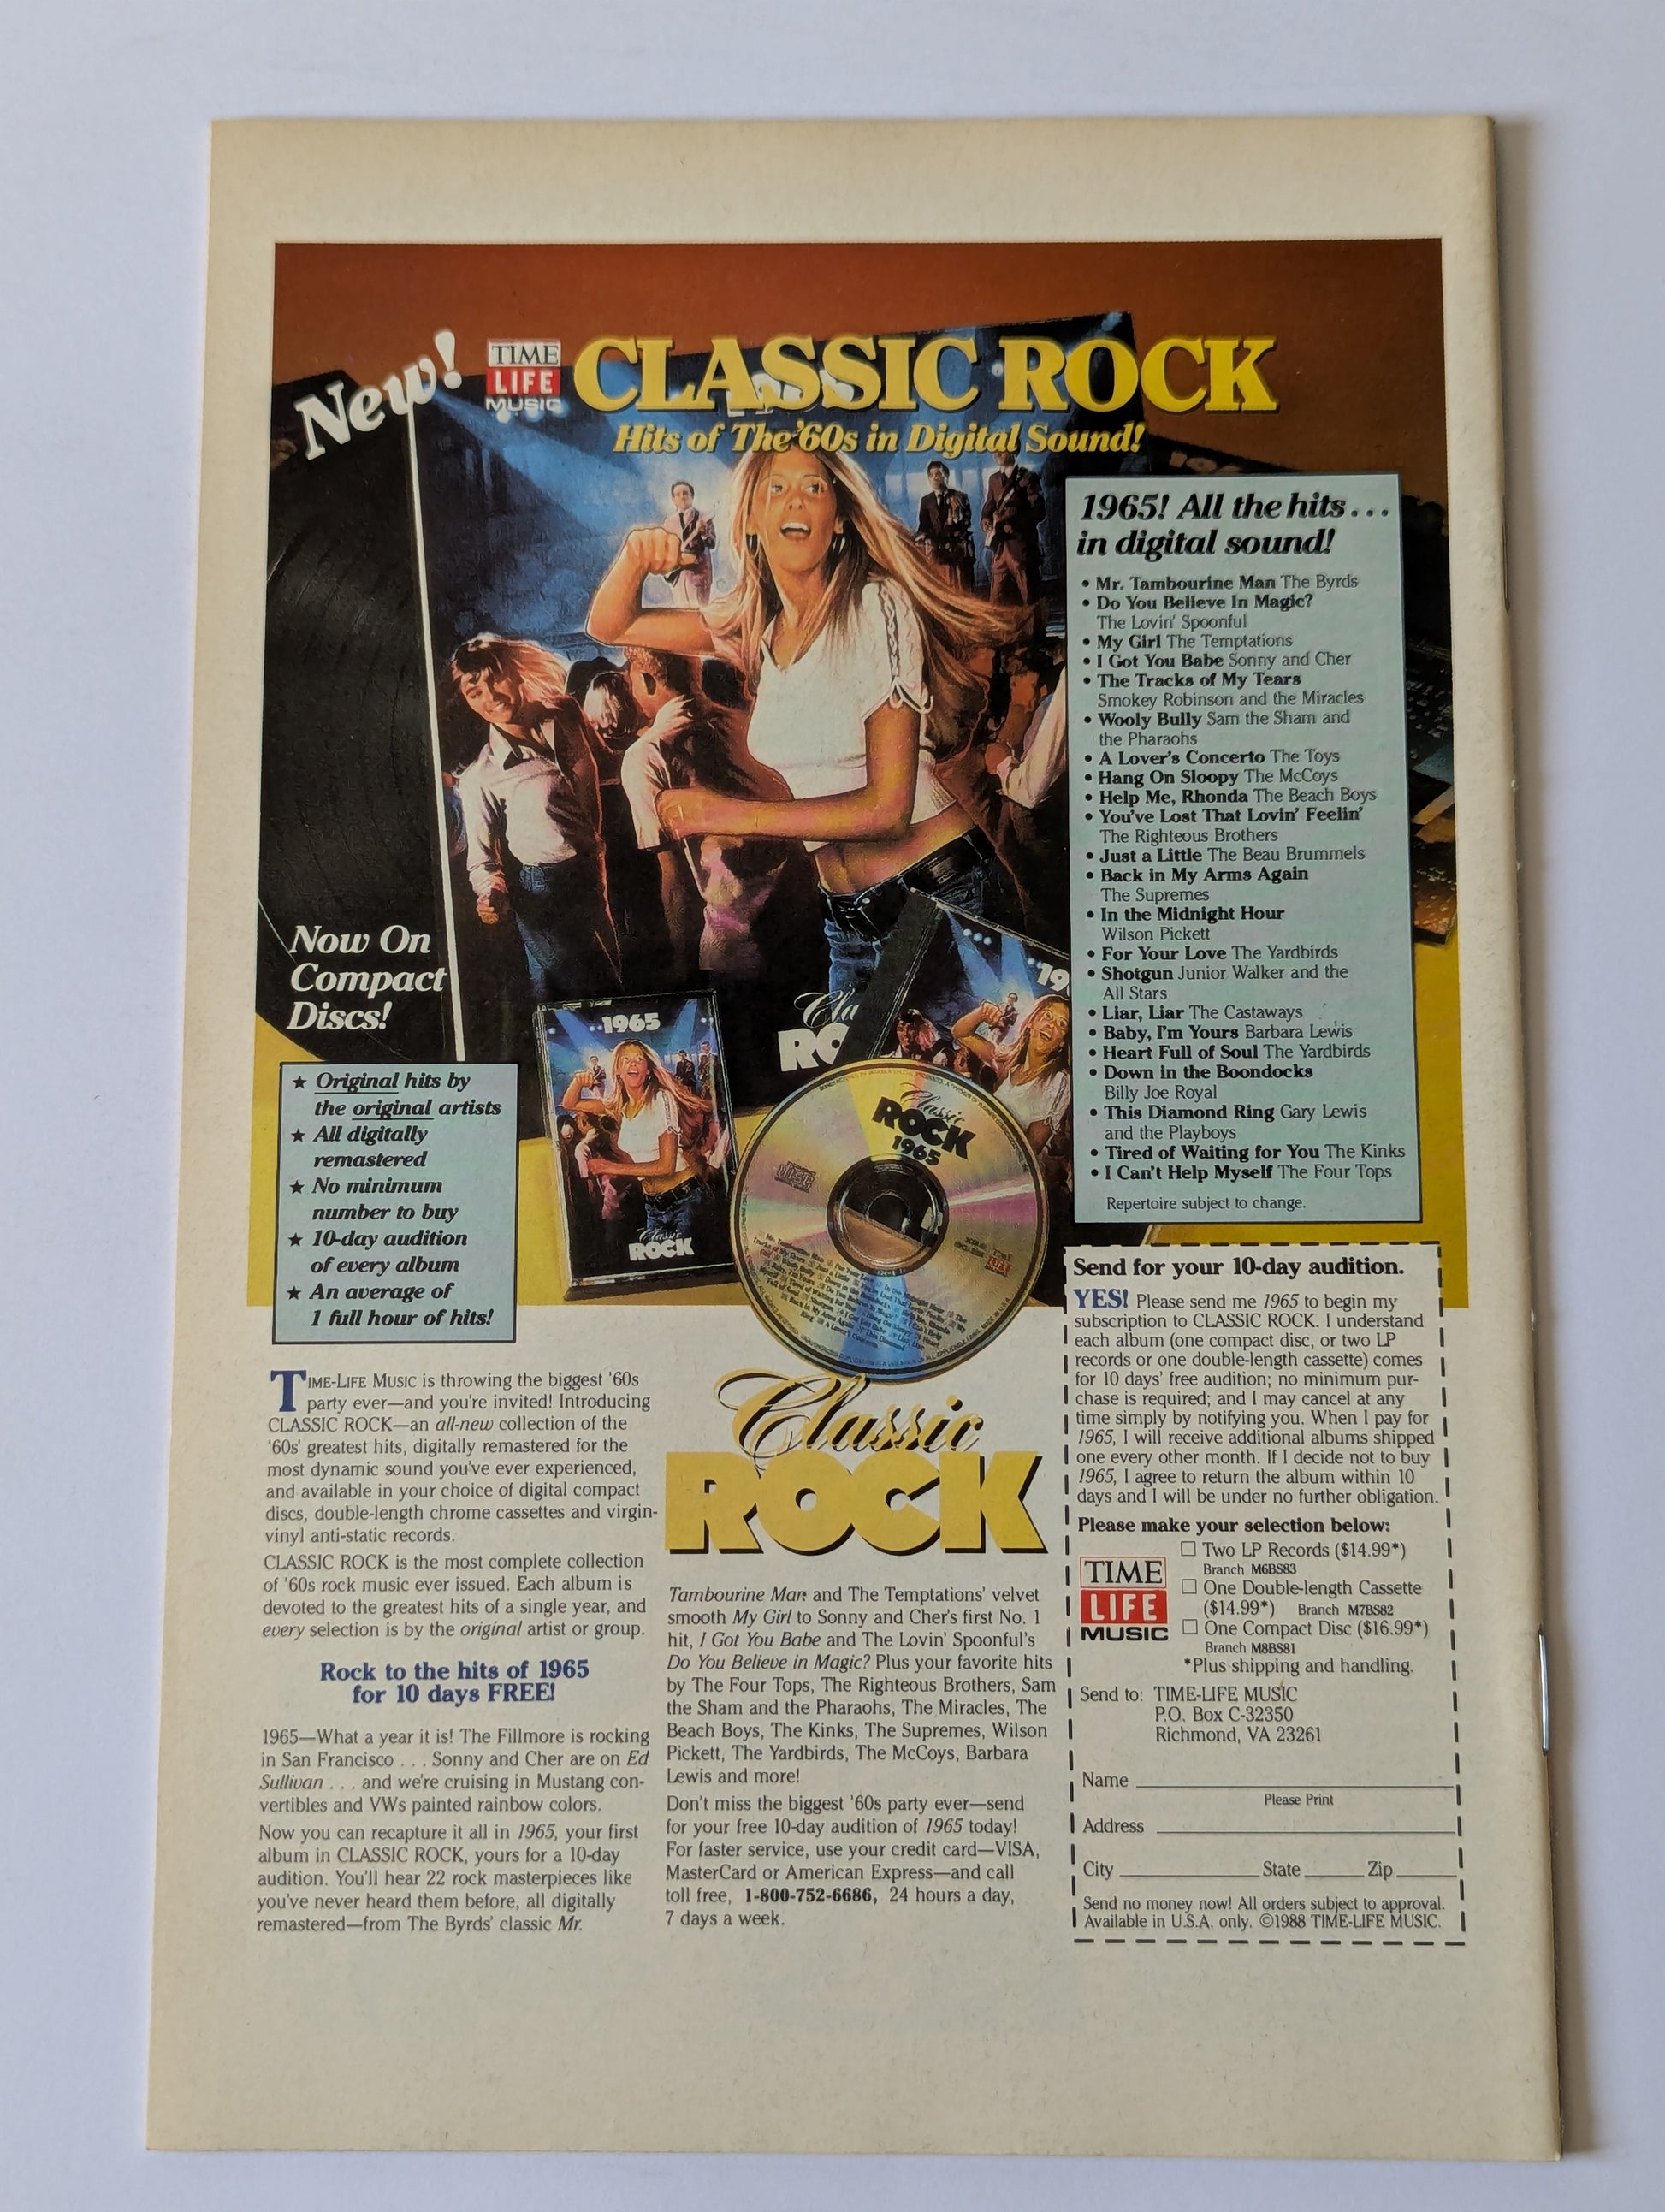 New!
TIME
LIFE
MUSIC
CLASSIC ROCK
Hits of The '60s in Digital Sound!
1965! All the hits...
in digital sound!
• Mr. Tambourine Man The Byrds
• Do You Believe In Magic?
The Lovin' Spoonful
• My Girl The Temptations
• I Got You Babe Sonny and Cher
• The Tracks of My Tears
Smokey Robinson and the Miracles
• Wooly Bully Sam the Sham and
the Pharaohs
• A Lover's Concerto The Toys
• Hang On Sloopy The McCoys
• Help Me, Rhonda The Beach Boys
• You've Lost That Lovin' Feelin'
The Righteous Brothers
• Just a Little The Beau Brummels
• Back in My Arms Again
The Supremes
• In the Midnight Hour
Wilson Pickett
• For Your Love The Yardbirds
• Shotgun Junior Walker and the
All Stars
• Liar, Liar The Castaways
• Baby, I'm Yours Barbara Lewis
• Heart Full of Soul The Yardbirds
• Down in the Boondocks
Billy Joe Royal
• This Diamond Ring Gary Lewis
and the Playboys
• Tired of Waiting for You The Kinks
• I Can't Help Myself The Four Tops
Repertoire subject to change.
Now On
Compact
Discs!
★ Original hits by
the original artists
★ All digitally
remastered
★ No minimum
number to buy
★ 10-day audition
of every album
★ An average of
1 full hour of hits!
1965
Classic
ROCK
Cla
RO
19
Classic
ROCK
1965
TIME-LIFE MUSIC is throwing the biggest '60s
party ever—and you're invited! Introducing
CLASSIC ROCK—an all-new collection of the
'60s' greatest hits, digitally remastered for the
most dynamic sound you've ever experienced,
and available in your choice of digital compact
discs, double-length chrome cassettes and virgin-
vinyl anti-static records.
CLASSIC ROCK is the most complete collection
of '60s rock music ever issued. Each album is
devoted to the greatest hits of a single year, and
every selection is by the original artist or group.
Rock to the hits of 1965
for 10 days FREE!
1965—What a year it is! The Fillmore is rocking
in San Francisco . . . Sonny and Cher are on Ed
Sullivan . . . and we're cruising in Mustang con-
vertibles and VWs painted rainbow colors.
Now you can recapture it all in 1965, your first
album in CLASSIC ROCK, yours for a 10-day
audition. You'll hear 22 rock masterpieces like
you've never heard them before, all digitally
remastered—from The Byrds' classic Mr.
Classic
ROCK
Tambourine Man and The Temptations' velvet
smooth My Girl to Sonny and Cher's first No. 1
hit, I Got You Babe and The Lovin' Spoonful's
Do You Believe in Magic? Plus your favorite hits
by The Four Tops, The Righteous Brothers, Sam
the Sham and the Pharaohs, The Miracles, The
Beach Boys, The Kinks, The Supremes, Wilson
Pickett, The Yardbirds, The McCoys, Barbara
Lewis and more!
Don't miss the biggest '60s party ever—send
for your free 10-day audition of 1965 today!
For faster service, use your credit card—VISA,
MasterCard or American Express—and call
toll free, 1-800-752-6686, 24 hours a day,
7 days a week.
Send for your 10-day audition.
YES! Please send me 1965 to begin my
subscription to CLASSIC ROCK. I understand
each album (one compact disc, or two LP
records or one double-length cassette) comes
for 10 days' free audition; no minimum pur-
chase is required; and I may cancel at any
time simply by notifying you. When I pay for
1965, I will receive additional albums shipped
one every other month. If I decide not to buy
1965, I agree to return the album within 10
days and I will be under no further obligation.
Please make your selection below:
TIME
LIFE
MUSIC
□ Two LP Records ($14.99*)
Branch M6BS83
□ One Double-length Cassette
($14.99*) Branch M7BS82
□ One Compact Disc ($16.99*)
Branch M8BS81
*Plus shipping and handling.
Send to: TIME-LIFE MUSIC
P.O. Box C-32350
Richmond, VA 23261
Name
Please Print
Address
City State Zip
Send no money now! All orders subject to approval.
Available in U.S.A. only. ©1988 TIME-LIFE MUSIC.